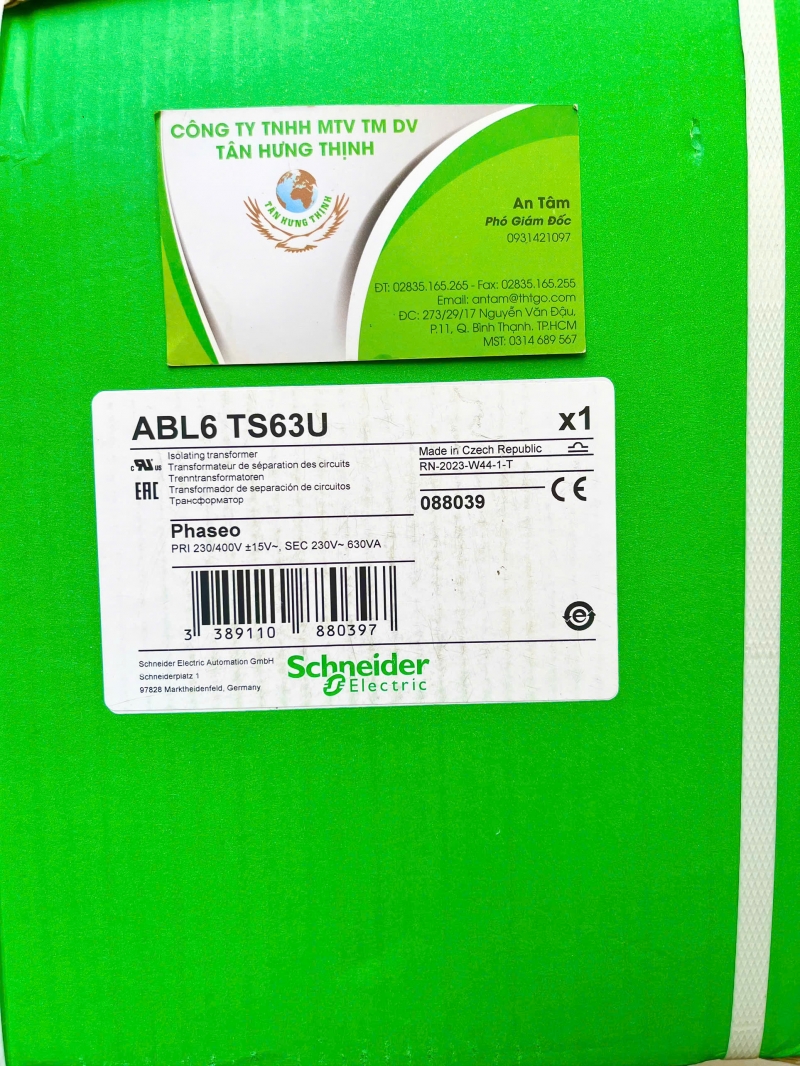 CÔNG TY TNHH MTV TM DV
TÂN HƯNG THỊNH
TÂN HƯNG THỊNH
An Tâm
Phó Giám Đốc
0931421097
ĐT: 02835.165.265 - Fax: 02835.165.255
Email: antam@thtgo.com
ĐC: 273/29/17 Nguyễn Văn Đậu,
P.11, Q. Bình Thạnh. TP.HCM
MST: 0314 689 567
ABL6 TS63U
x1
Isolating transformer
Transformateur de séparation des circuits
Trenntransformatoren
Transformador de separación de circuitos
Трансформатор
c RU us
EAC
Made in Czech Republic
RN-2023-W44-1-T
088039
CE
Phaseo
PRI 230/400V ±15V~, SEC 230V~ 630VA
3 389110 880397
e
Schneider Electric Automation GmbH
Schneiderplatz 1
97828 Marktheidenfeld, Germany
Schneider
Electric